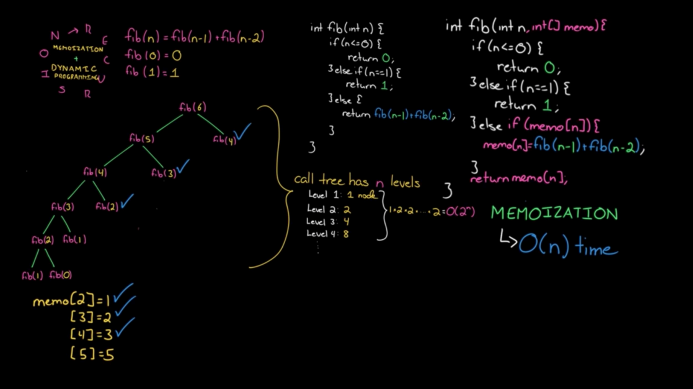 RECURSION
MEMOIZATION
+
DYNAMIC
PROGRAMMING
fib(n)=fib(n-1)+fib(n-2)
fib(0)=0
fib(1)=1
fib(6)
fib(5)
fib(4)
fib(4)
fib(3)
fib(3)
fib(2)
fib(2)
fib(1)
fib(1)
fib(0)
memo[2]=1
[3]=2
[4]=3
[5]=5
int fib(int n) {
if(n<=0) {
return 0;
}else if(n==1) {
return 1;
}else {
return fib(n-1)+fib(n-2);
}
}
call tree has n levels
Level 1: 1 node
Level 2: 2
Level 3: 4
Level 4: 8
⋮
1·2·2·...·2=O(2ⁿ)
int fib(int n, int[] memo){
if(n<=0) {
return 0;
}else if(n==1) {
return 1;
}else if(memo[n]){
memo[n]=fib(n-1)+fib(n-2);
}
return memo[n];
}
MEMOIZATION
↳O(n) time